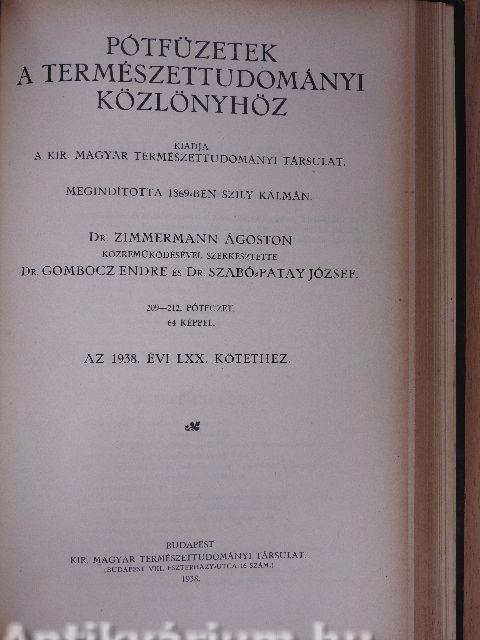 PÓTFÜZETEK
A TERMÉSZETTUDOMÁNYI
KÖZLÖNYHÖZ
KIADJA
A KIR. MAGYAR TERMÉSZETTUDOMÁNYI TÁRSULAT.
MEGINDÍTOTTA 1869-BEN SZILY KÁLMÁN.
DR. ZIMMERMANN ÁGOSTON
KÖZREMŰKÖDÉSÉVEL SZERKESZTETTE
DR. GOMBOCZ ENDRE ÉS DR. SZABÓ-PATAY JÓZSEF.
209—212. PÓTFÜZET.
64 KÉPPEL.
AZ 1938. ÉVI LXX. KÖTETHEZ.
BUDAPEST
KIR. MAGYAR TERMÉSZETTUDOMÁNYI TÁRSULAT.
(BUDAPEST VIII. ESZTERHÁZY-UTCA 16 SZÁM.)
1938.
Antikvárium.hu